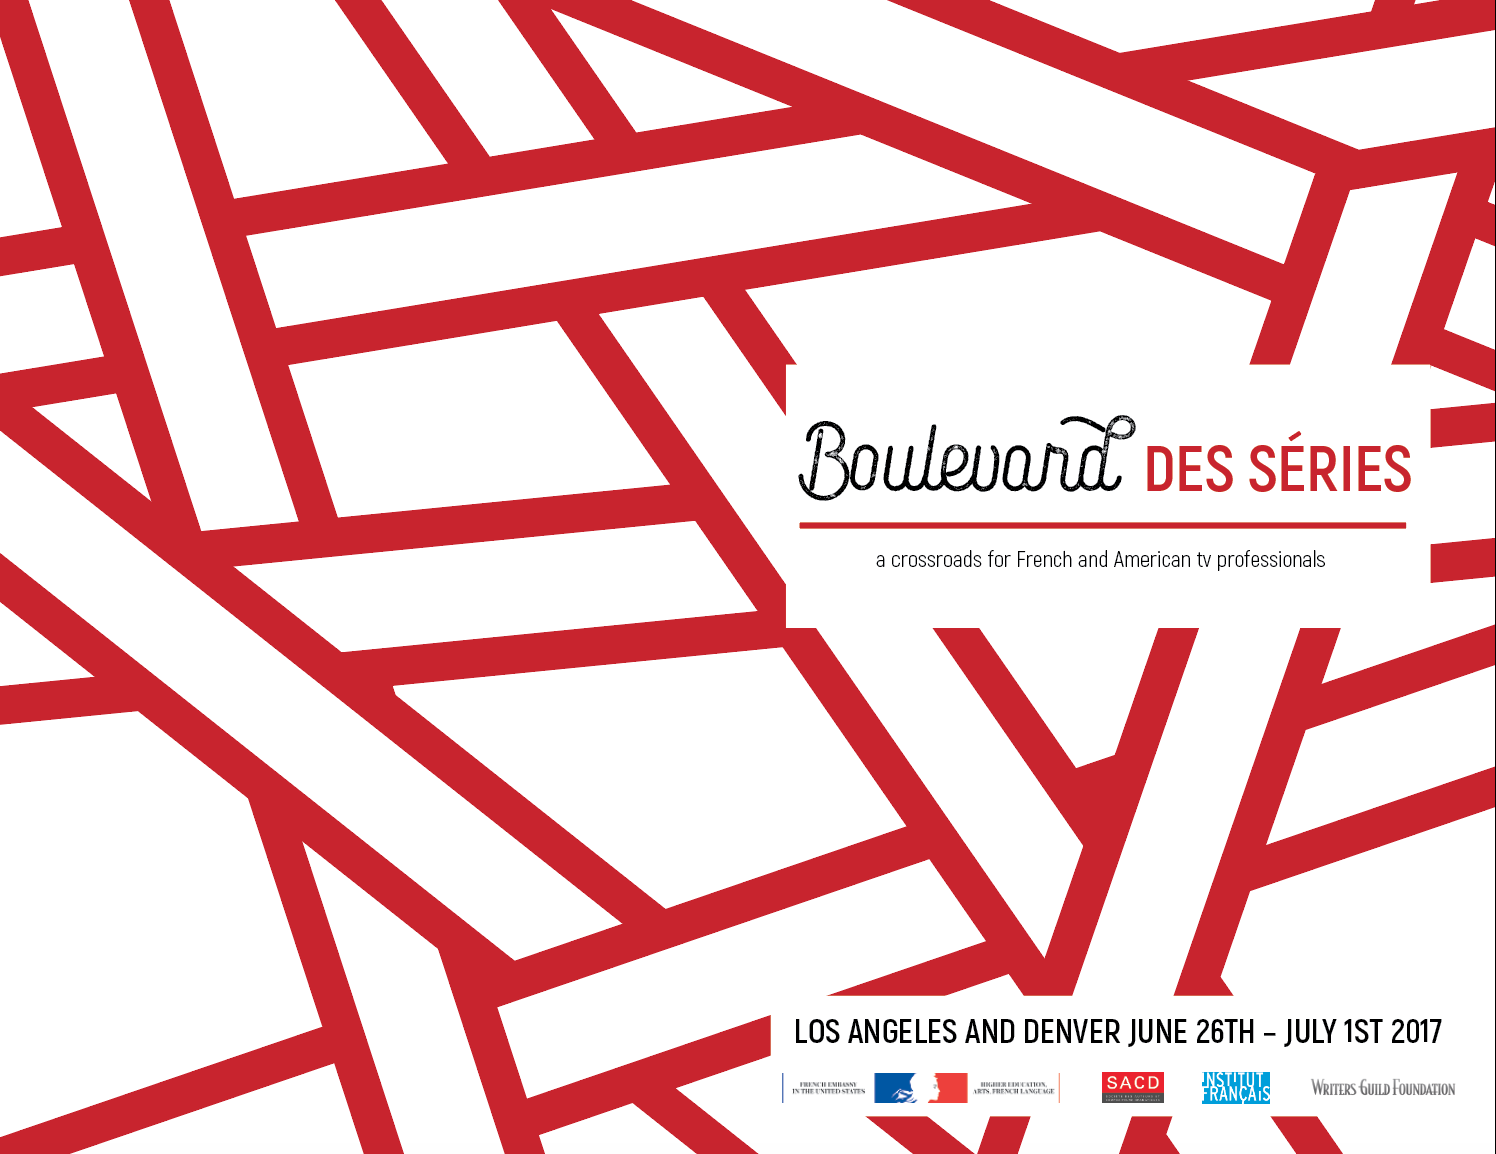 Boulevard DES SÉRIES
a crossroads for French and American tv professionals
LOS ANGELES AND DENVER JUNE 26TH – JULY 1ST 2017
FRENCH EMBASSY
IN THE UNITED STATES
HIGHER EDUCATION,
ARTS, FRENCH LANGUAGE
SACD
INSTITUT
FRANÇAIS
WRITERS GUILD FOUNDATION